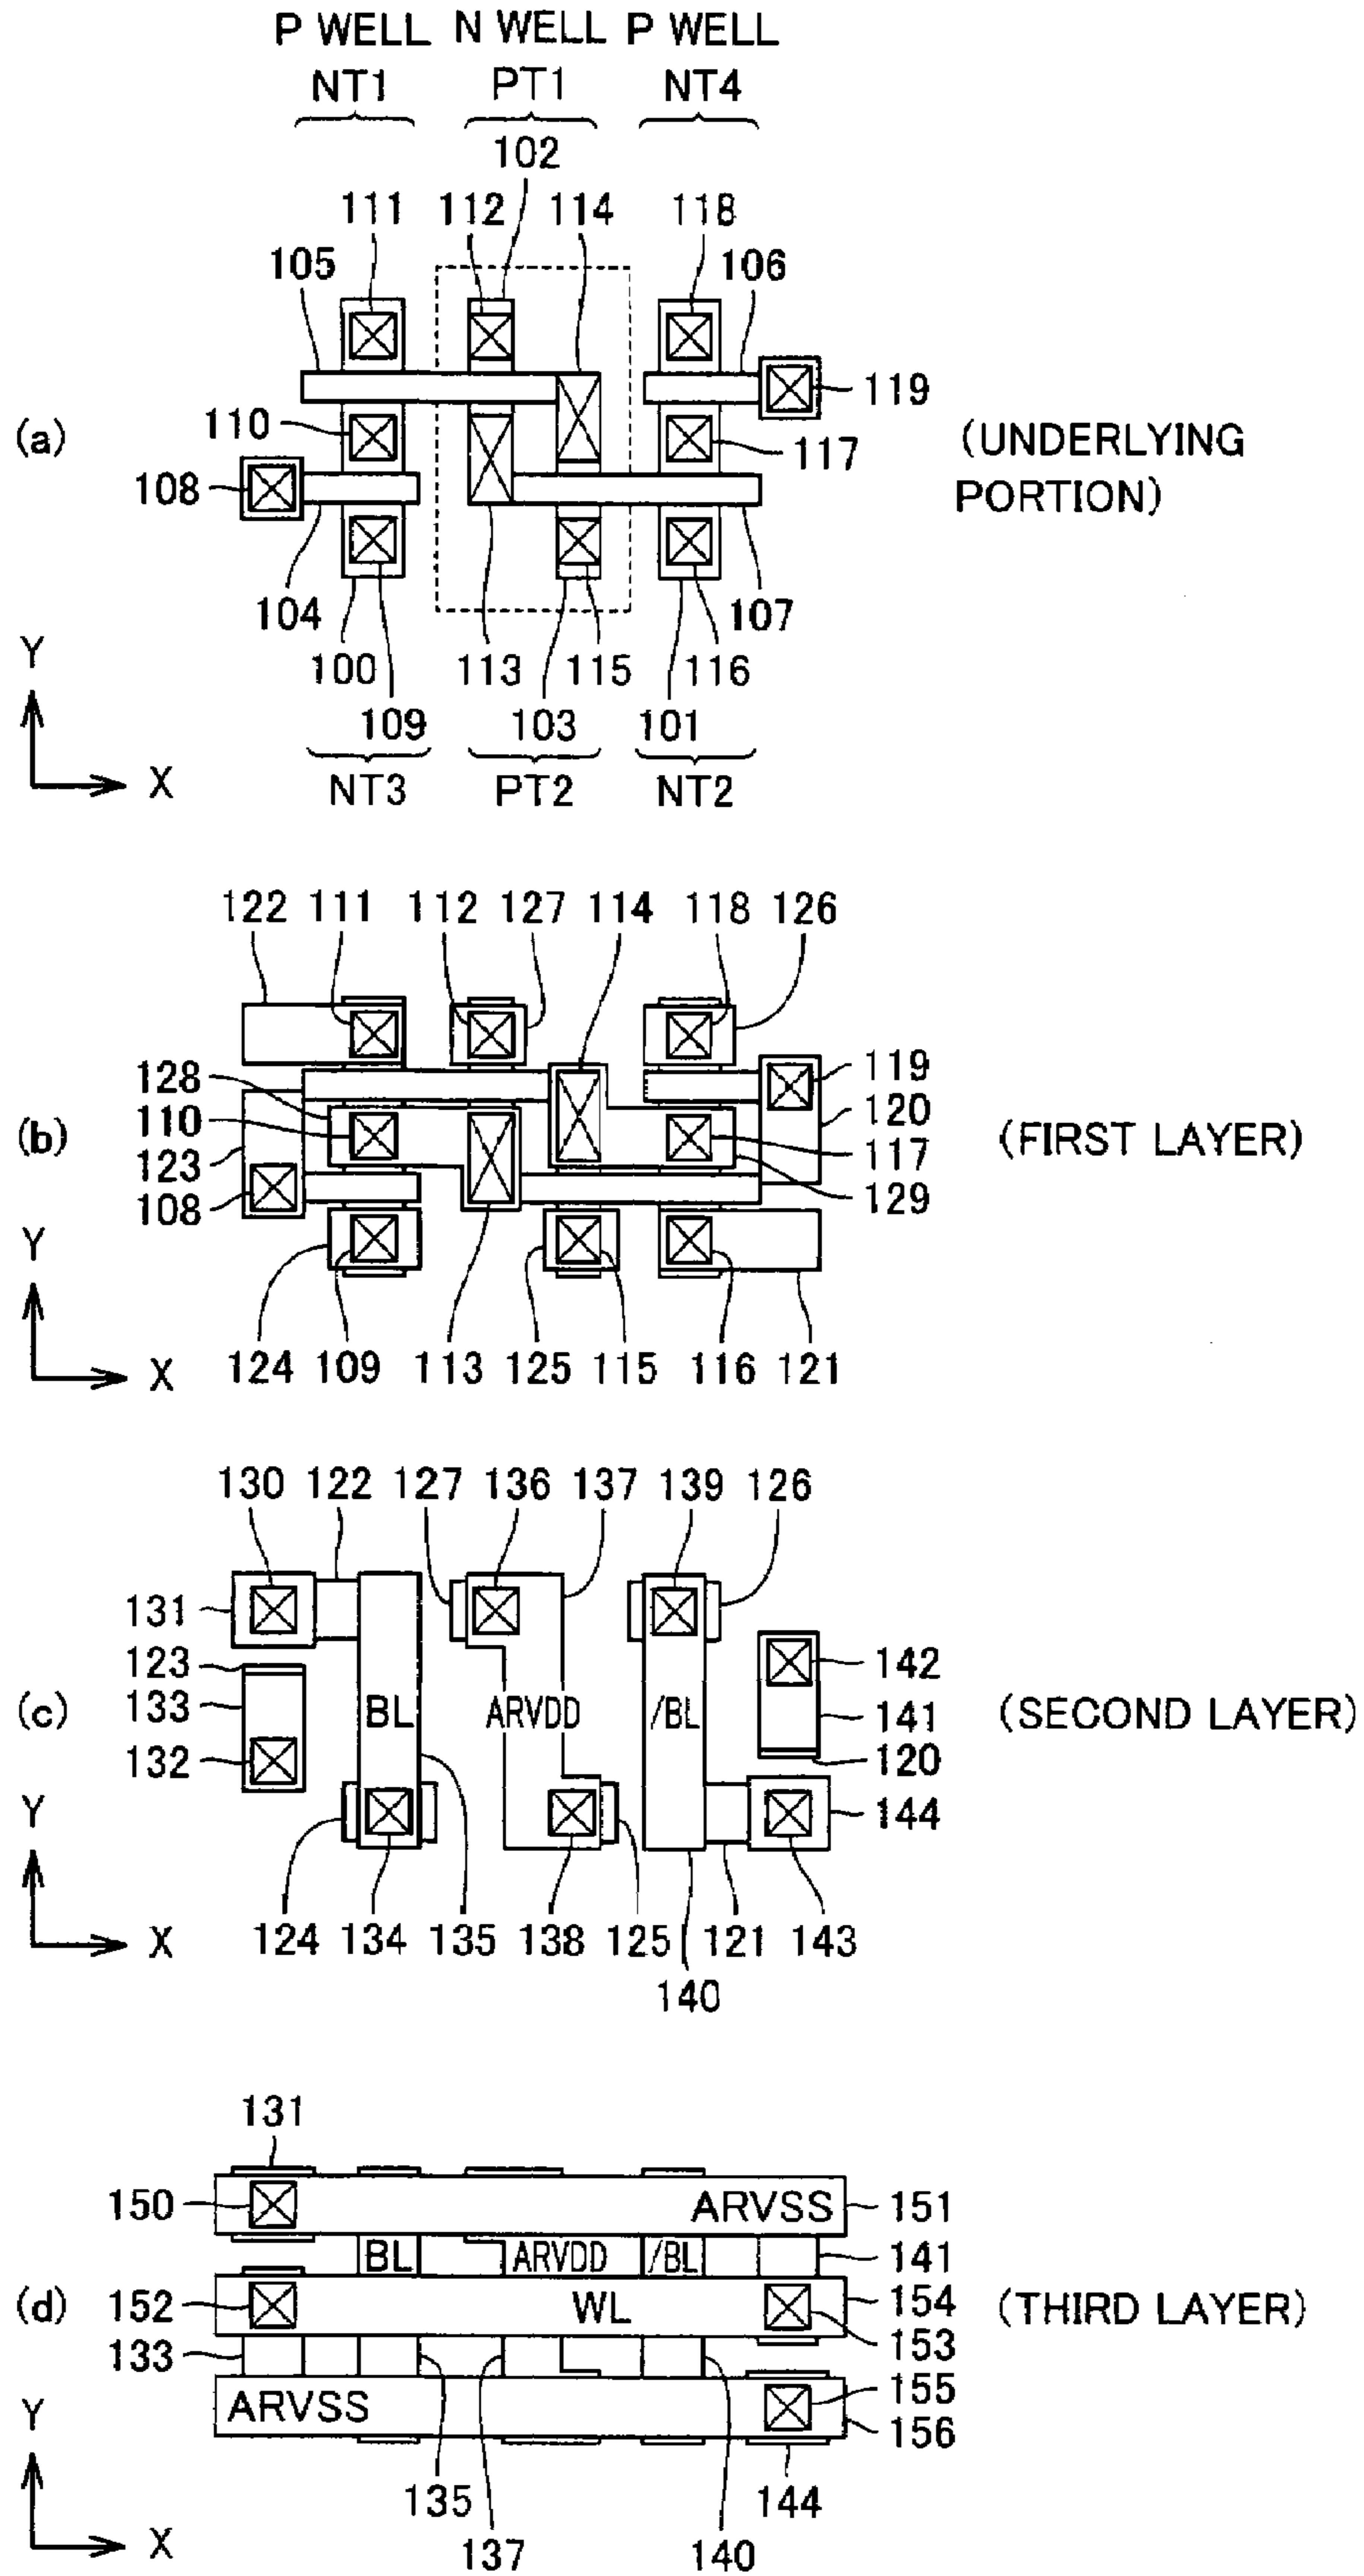 P WELL N WELL P WELL
NT1 PT1 NT4
102
111 112 114 118
105 106
119
110 117
(a) (UNDERLYING
PORTION)
108
104 107
100 113 115 116
109 103 101
NT3 PT2 NT2
Y
X
122 111 112 127 114 118 126
128 119
110 120
(b) 123 117 (FIRST LAYER)
108 129
124 109 113 125 115 116 121
Y
X
130 122 127 136 137 139 126
131
123 142
(c) 133 BL ARVDD /BL 141 (SECOND LAYER)
132 120
144
124 134 135 138 125 121 143
140
Y
X
131
150 ARVSS 151
BL ARVDD /BL 141
(d) 152 WL 154 (THIRD LAYER)
133 153
ARVSS 155
156
135 144
137 140
Y
X